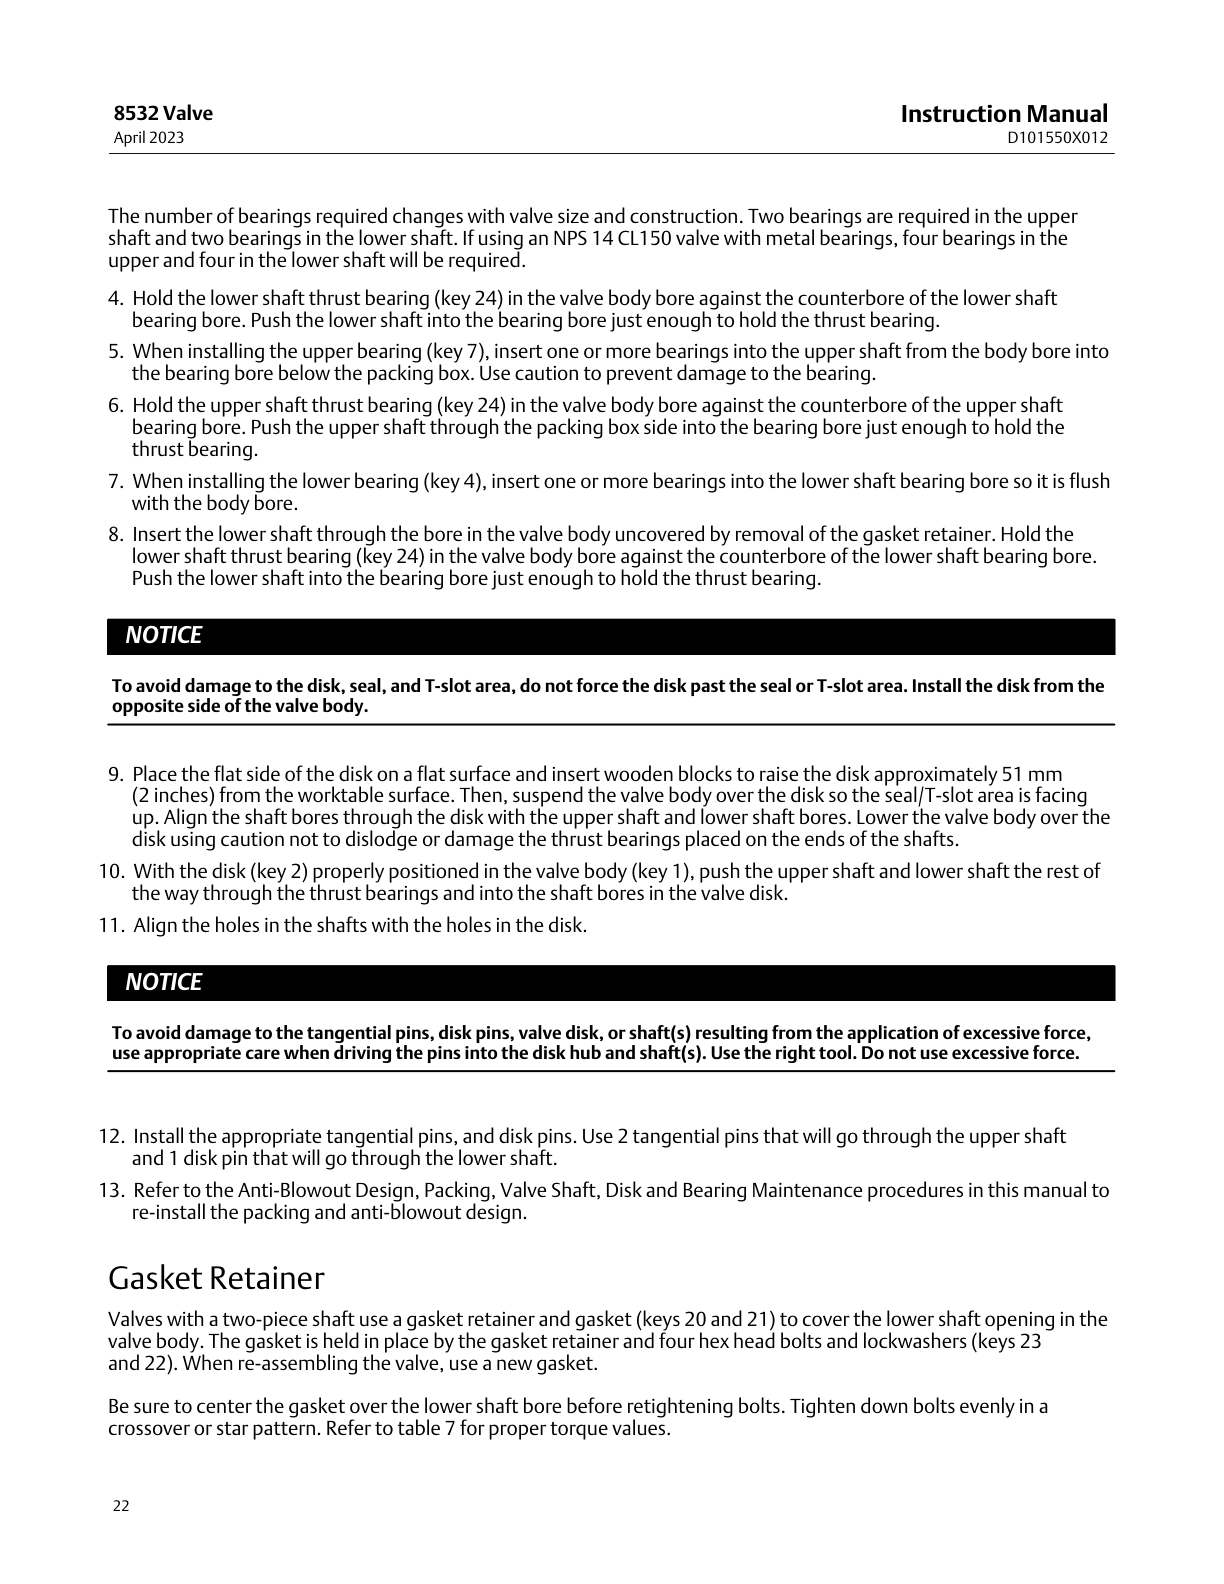 8532 Valve
April 2023
Instruction Manual
D101550X012
The number of bearings required changes with valve size and construction. Two bearings are required in the upper
shaft and two bearings in the lower shaft. If using an NPS 14 CL150 valve with metal bearings, four bearings in the
upper and four in the lower shaft will be required.
4. Hold the lower shaft thrust bearing (key 24) in the valve body bore against the counterbore of the lower shaft
bearing bore. Push the lower shaft into the bearing bore just enough to hold the thrust bearing.
5. When installing the upper bearing (key 7), insert one or more bearings into the upper shaft from the body bore into
the bearing bore below the packing box. Use caution to prevent damage to the bearing.
6. Hold the upper shaft thrust bearing (key 24) in the valve body bore against the counterbore of the upper shaft
bearing bore. Push the upper shaft through the packing box side into the bearing bore just enough to hold the
thrust bearing.
7. When installing the lower bearing (key 4), insert one or more bearings into the lower shaft bearing bore so it is flush
with the body bore.
8. Insert the lower shaft through the bore in the valve body uncovered by removal of the gasket retainer. Hold the
lower shaft thrust bearing (key 24) in the valve body bore against the counterbore of the lower shaft bearing bore.
Push the lower shaft into the bearing bore just enough to hold the thrust bearing.
NOTICE
To avoid damage to the disk, seal, and T-slot area, do not force the disk past the seal or T-slot area. Install the disk from the
opposite side of the valve body.
9. Place the flat side of the disk on a flat surface and insert wooden blocks to raise the disk approximately 51 mm
(2 inches) from the worktable surface. Then, suspend the valve body over the disk so the seal/T-slot area is facing
up. Align the shaft bores through the disk with the upper shaft and lower shaft bores. Lower the valve body over the
disk using caution not to dislodge or damage the thrust bearings placed on the ends of the shafts.
10. With the disk (key 2) properly positioned in the valve body (key 1), push the upper shaft and lower shaft the rest of
the way through the thrust bearings and into the shaft bores in the valve disk.
11. Align the holes in the shafts with the holes in the disk.
NOTICE
To avoid damage to the tangential pins, disk pins, valve disk, or shaft(s) resulting from the application of excessive force,
use appropriate care when driving the pins into the disk hub and shaft(s). Use the right tool. Do not use excessive force.
12. Install the appropriate tangential pins, and disk pins. Use 2 tangential pins that will go through the upper shaft
and 1 disk pin that will go through the lower shaft.
13. Refer to the Anti-Blowout Design, Packing, Valve Shaft, Disk and Bearing Maintenance procedures in this manual to
re-install the packing and anti-blowout design.
Gasket Retainer
Valves with a two-piece shaft use a gasket retainer and gasket (keys 20 and 21) to cover the lower shaft opening in the
valve body. The gasket is held in place by the gasket retainer and four hex head bolts and lockwashers (keys 23
and 22). When re-assembling the valve, use a new gasket.
Be sure to center the gasket over the lower shaft bore before retightening bolts. Tighten down bolts evenly in a
crossover or star pattern. Refer to table 7 for proper torque values.
22